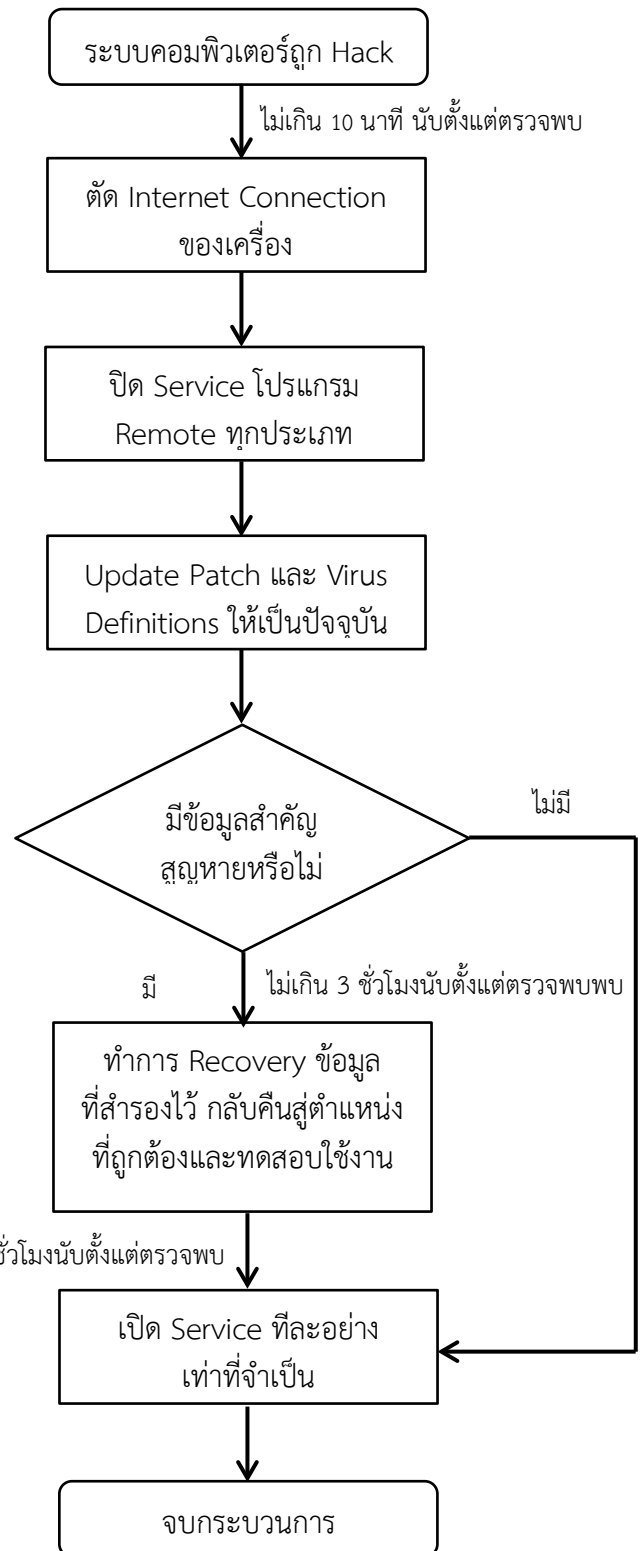 ระบบคอมพิวเตอร์ถูก Hack
ไม่เกิน 10 นาที นับตั้งแต่ตรวจพบ
ตัด Internet Connection
ของเครื่อง
ปิด Service โปรแกรม
Remote ทุกประเภท
Update Patch และ Virus
Definitions ให้เป็นปัจจุบัน
ไม่มี
มีข้อมูลสำคัญ
สูญหายหรือไม่
มี
ไม่เกิน 3 ชั่วโมงนับตั้งแต่ตรวจพบพบ
ทำการ Recovery ข้อมูล
ที่สำรองไว้ กลับคืนสู่ตำแหน่ง
ที่ถูกต้องและทดสอบใช้งาน
ชั่วโมงนับตั้งแต่ตรวจพบ
เปิด Service ทีละอย่าง
เท่าที่จำเป็น
จบกระบวนการ